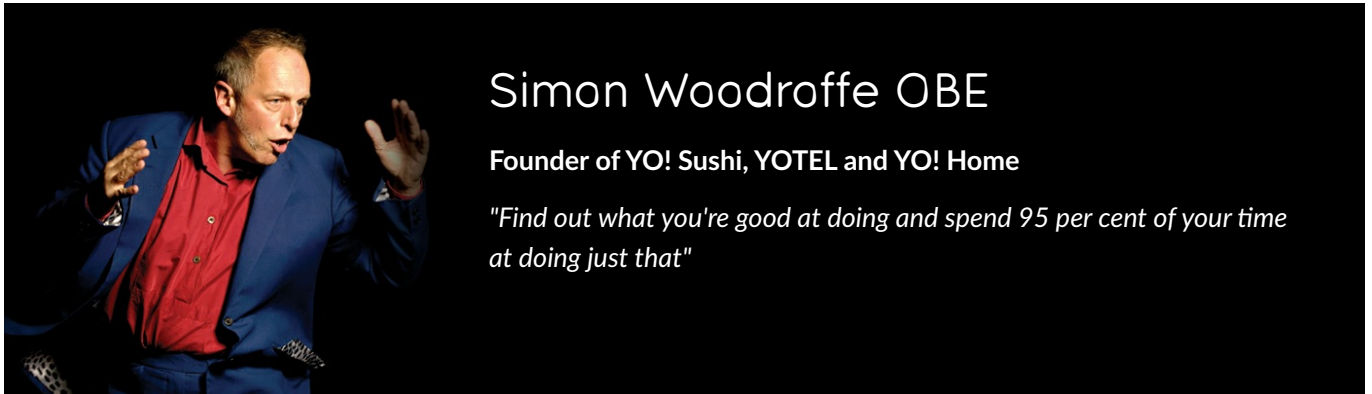 Simon Woodroffe OBE
Founder of YO! Sushi, YOTEL and YO! Home
"Find out what you're good at doing and spend 95 per cent of your time
at doing just that"